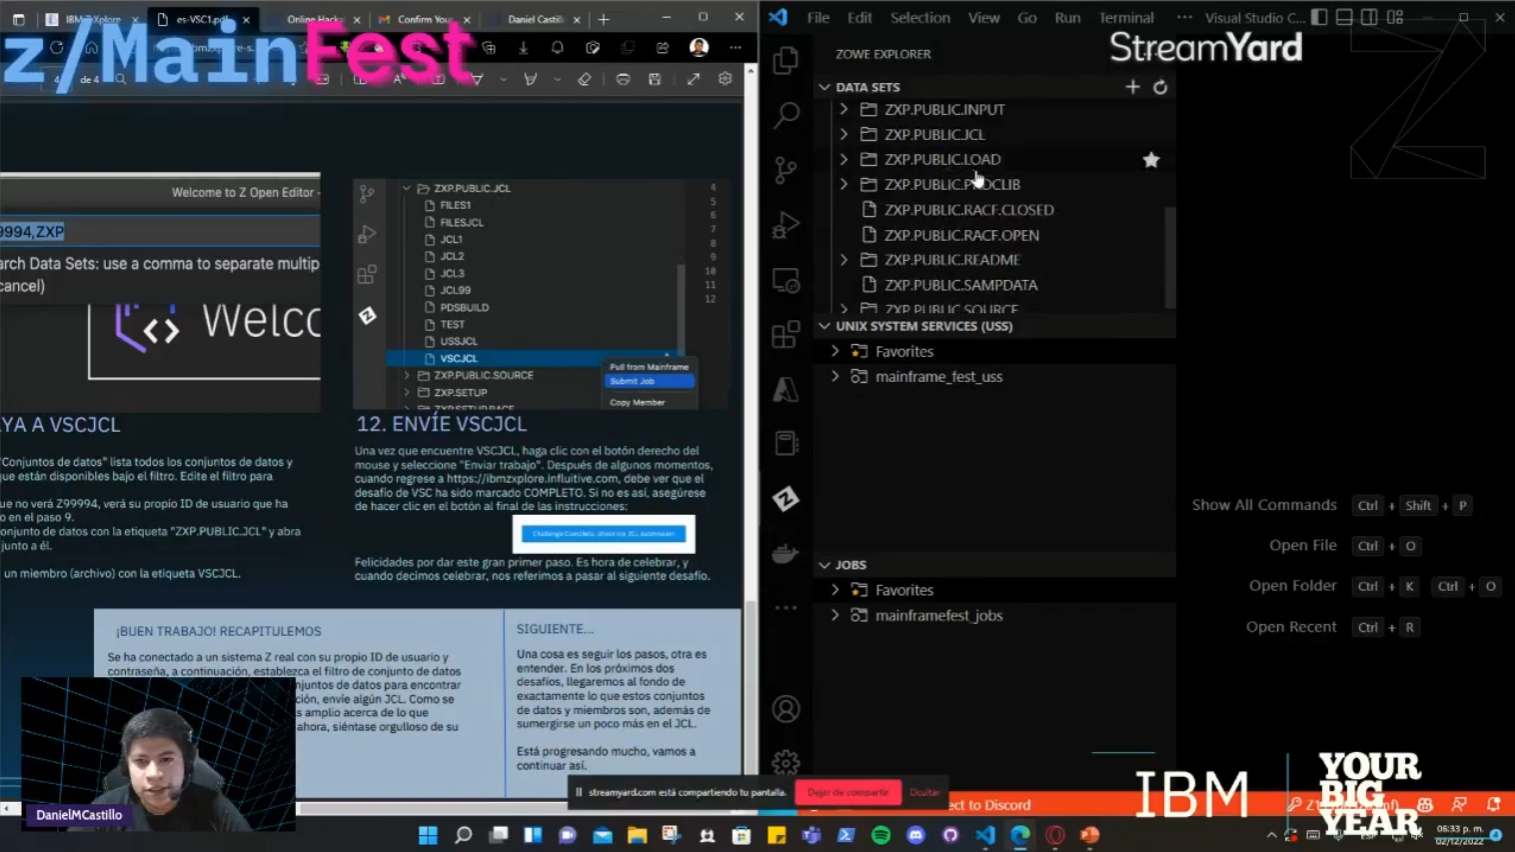 IBM Z Xplore
es-VSC1.pdf
Online Hack
Confirm Your
Daniel Castill
z/MainFest
4 de 4
Welcome to Z Open Editor -
9994,ZXP
arch Data Sets: use a comma to separate multip
cancel)
Welco
ZXP.PUBLIC.JCL
FILES1
FILESJCL
JCL1
JCL2
JCL3
JCL99
PDSBUILD
TEST
USSJCL
VSCJCL
ZXP.PUBLIC.SOURCE
ZXP.SETUP
ZXP.SETUP.RACF
4
5
6
7
8
9
10
11
12
Pull from Mainframe
Submit Job
Copy Member
YA A VSCJCL
"Conjuntos de datos" lista todos los conjuntos de datos y
que están disponibles bajo el filtro. Edite el filtro para
ue no verá Z99994, verá su propio ID de usuario que ha
o en el paso 9.
onjunto de datos con la etiqueta "ZXP.PUBLIC.JCL" y abra
junto a él.
un miembro (archivo) con la etiqueta VSCJCL.
12. ENVÍE VSCJCL
Una vez que encuentre VSCJCL, haga clic con el botón derecho del
mouse y seleccione "Enviar trabajo". Después de algunos momentos,
cuando regrese a https://ibmzxplore.influitive.com, debe ver que el
desafío de VSC ha sido marcado COMPLETO. Si no es así, asegúrese
de hacer clic en el botón al final de las instrucciones:
Felicidades por dar este gran primer paso. Es hora de celebrar, y
cuando decimos celebrar, nos referimos a pasar al siguiente desafío.
¡BUEN TRABAJO! RECAPITULEMOS
Se ha conectado a un sistema Z real con su propio ID de usuario y
contraseña, a continuación, establezca el filtro de conjunto de datos
njuntos de datos para encontrar
ción, envíe algún JCL. Como se
s amplio acerca de lo que
ahora, siéntase orgulloso de su
SIGUIENTE...
Una cosa es seguir los pasos, otra es
entender. En los próximos dos
desafíos, llegaremos al fondo de
exactamente lo que estos conjuntos
de datos y miembros son, además de
sumergirse un poco más en el JCL.
Está progresando mucho, vamos a
continuar así.
DanielMCastillo
streamyard.com está compartiendo tu pantalla.
Dejar de compartir
Ocultar
File Edit Selection View Go Run Terminal ··· Visual Studio C...
StreamYard
ZOWE EXPLORER
DATA SETS
ZXP.PUBLIC.INPUT
ZXP.PUBLIC.JCL
ZXP.PUBLIC.LOAD
ZXP.PUBLIC.PROCLIB
ZXP.PUBLIC.RACF.CLOSED
ZXP.PUBLIC.RACF.OPEN
ZXP.PUBLIC.README
ZXP.PUBLIC.SAMPDATA
ZXP.PUBLIC.SOURCE
UNIX SYSTEM SERVICES (USS)
Favorites
mainframe_fest_uss
JOBS
Favorites
mainframefest_jobs
Show All Commands Ctrl + Shift + P
Open File Ctrl + O
Open Folder Ctrl + K Ctrl + O
Open Recent Ctrl + R
ect to Discord
IBM
YOUR
BIG
YEAR
06:33 p. m.
02/12/2022